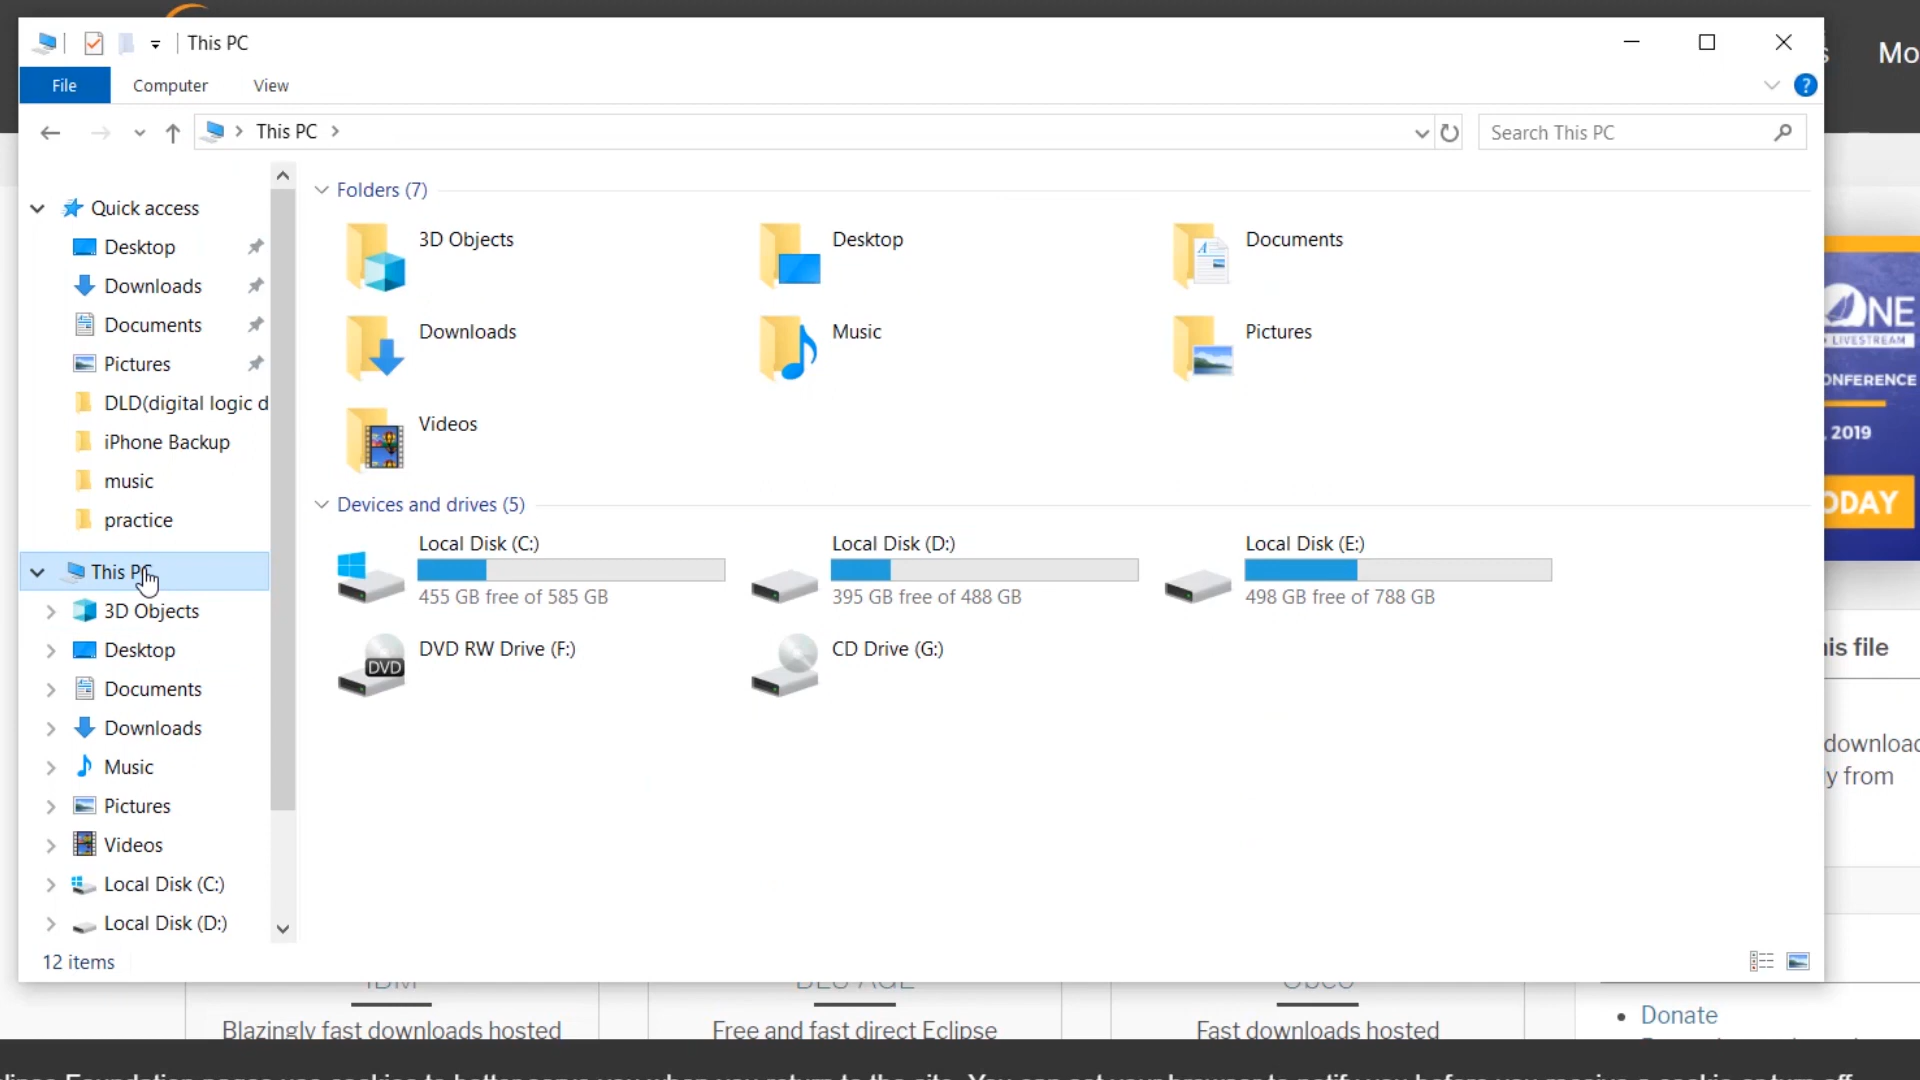 This PC
File
Computer
View
Mo
This PC
Search This PC
Quick access
Desktop
Downloads
Documents
Pictures
DLD(digital logic d
iPhone Backup
music
practice
This PC
3D Objects
Desktop
Documents
Downloads
Music
Pictures
Videos
Local Disk (C:)
Local Disk (D:)
12 items
Folders (7)
3D Objects
Desktop
Documents
Downloads
Music
Pictures
Videos
Devices and drives (5)
Local Disk (C:)
455 GB free of 585 GB
Local Disk (D:)
395 GB free of 488 GB
Local Disk (E:)
498 GB free of 788 GB
DVD
DVD RW Drive (F:)
CD Drive (G:)
ONE
LIVESTREAM
ONFERENCE
, 2019
ODAY
his file
download
y from
Blazingly fast downloads hosted
Free and fast direct Eclipse
Fast downloads hosted
Donate